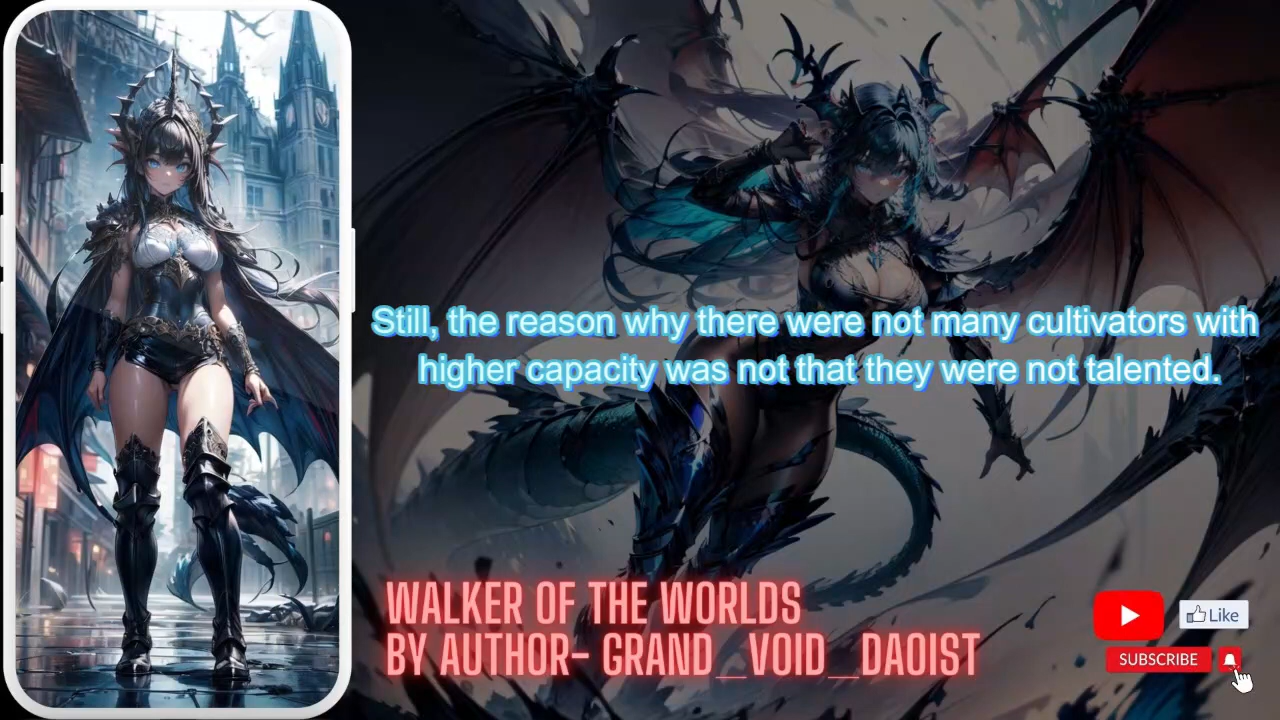 Still, the reason why there were not many cultivators with
higher capacity was not that they were not talented.
WALKER OF THE WORLDS
BY AUTHOR- GRAND_VOID_DAOIST
Like
SUBSCRIBE